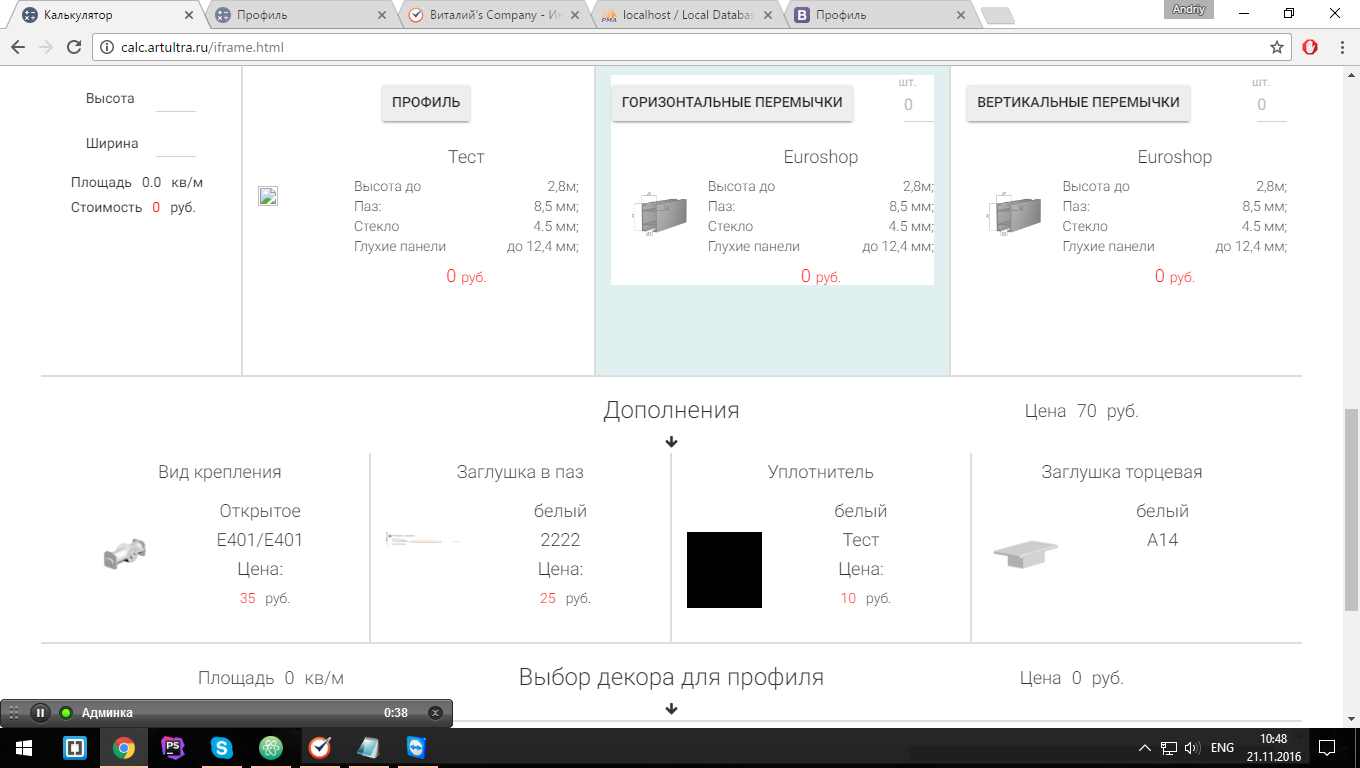 Калькулятор
Профиль
Виталий's Company - Ин
localhost / Local Databas
Профиль
Andriy
calc.artultra.ru/iframe.html
Высота
Ширина
Площадь 0.0 кв/м
Стоимость 0 руб.
ПРОФИЛЬ
Тест
Высота до 2,8м;
Паз: 8,5 мм;
Стекло 4.5 мм;
Глухие панели до 12,4 мм;
0 руб.
ГОРИЗОНТАЛЬНЫЕ ПЕРЕМЫЧКИ
шт.
0
Euroshop
Высота до 2,8м;
Паз: 8,5 мм;
Стекло 4.5 мм;
Глухие панели до 12,4 мм;
0 руб.
ВЕРТИКАЛЬНЫЕ ПЕРЕМЫЧКИ
шт.
0
Euroshop
Высота до 2,8м;
Паз: 8,5 мм;
Стекло 4.5 мм;
Глухие панели до 12,4 мм;
0 руб.
Дополнения
Цена 70 руб.
Вид крепления
Открытое
E401/E401
Цена:
35 руб.
Заглушка в паз
белый
2222
Цена:
25 руб.
Уплотнитель
белый
Тест
Цена:
10 руб.
Заглушка торцевая
белый
A14
Площадь 0 кв/м
Выбор декора для профиля
Цена 0 руб.
Админка
0:38
ENG
10:48
21.11.2016